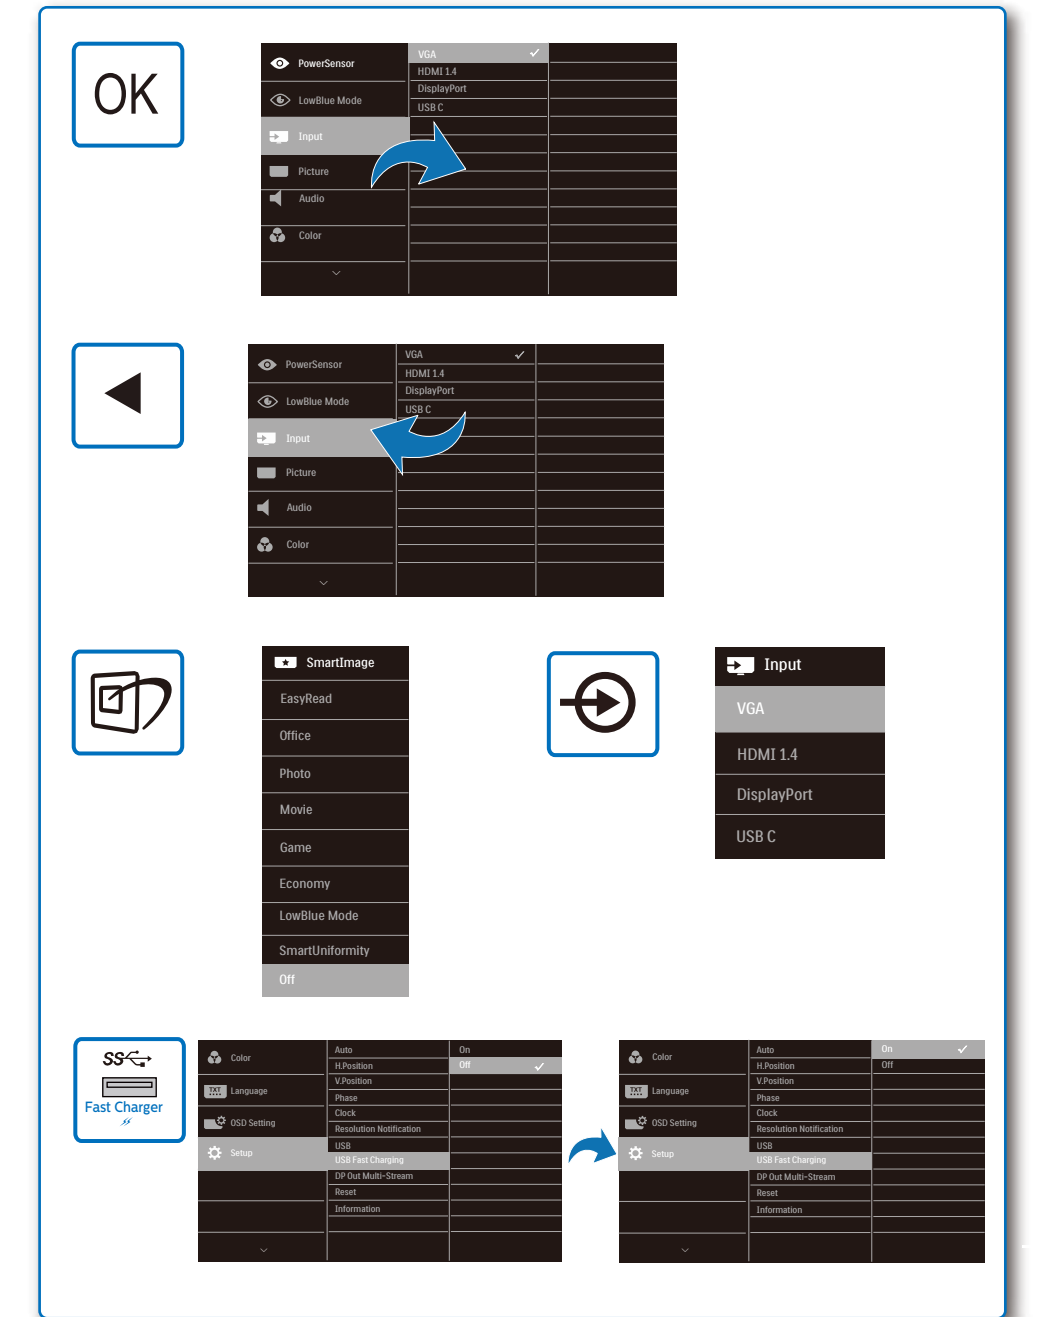 OK
PowerSensor
LowBlue Mode
Input
Picture
Audio
Color
VGA
HDMI 1.4
DisplayPort
USB C
PowerSensor
LowBlue Mode
Input
Picture
Audio
Color
VGA
HDMI 1.4
DisplayPort
USB C
SmartImage
EasyRead
Office
Photo
Movie
Game
Economy
LowBlue Mode
SmartUniformity
Off
Input
VGA
HDMI 1.4
DisplayPort
USB C
SS
Fast Charger
Color
TXT Language
OSD Setting
Setup
Auto
H.Position
V.Position
Phase
Clock
Resolution Notification
USB
USB Fast Charging
DP Out Multi-Stream
Reset
Information
On
Off
Color
TXT Language
OSD Setting
Setup
Auto
H.Position
V.Position
Phase
Clock
Resolution Notification
USB
USB Fast Charging
DP Out Multi-Stream
Reset
Information
On
Off